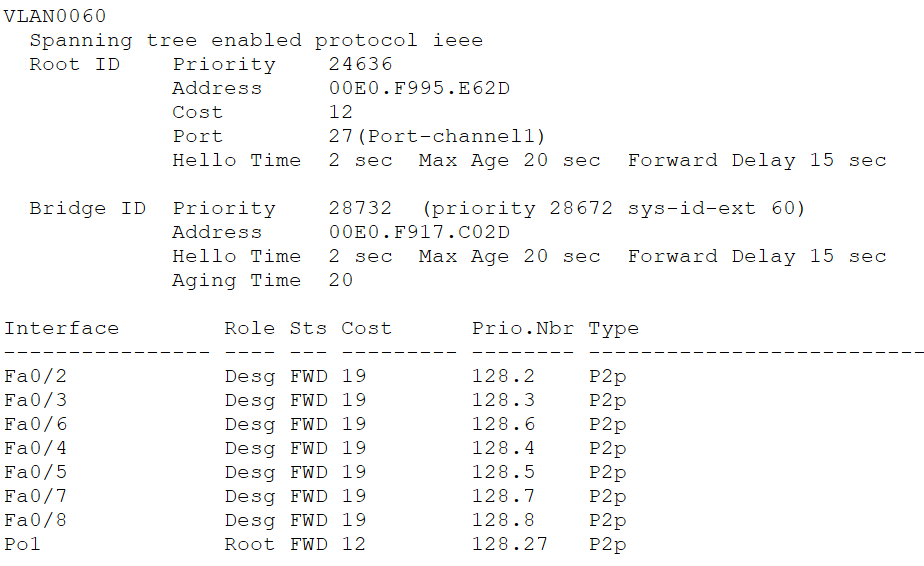 VLAN0060
  Spanning tree enabled protocol ieee
  Root ID    Priority    24636
             Address     00E0.F995.E62D
             Cost        12
             Port        27(Port-channel1)
             Hello Time  2 sec  Max Age 20 sec  Forward Delay 15 sec

  Bridge ID  Priority    28732  (priority 28672 sys-id-ext 60)
             Address     00E0.F917.C02D
             Hello Time  2 sec  Max Age 20 sec  Forward Delay 15 sec
             Aging Time  20

Interface        Role Sts Cost      Prio.Nbr Type
---------------- ---- --- --------- -------- --------------------------
Fa0/2            Desg FWD 19        128.2    P2p
Fa0/3            Desg FWD 19        128.3    P2p
Fa0/6            Desg FWD 19        128.6    P2p
Fa0/4            Desg FWD 19        128.4    P2p
Fa0/5            Desg FWD 19        128.5    P2p
Fa0/7            Desg FWD 19        128.7    P2p
Fa0/8            Desg FWD 19        128.8    P2p
Po1              Root FWD 12        128.27   P2p